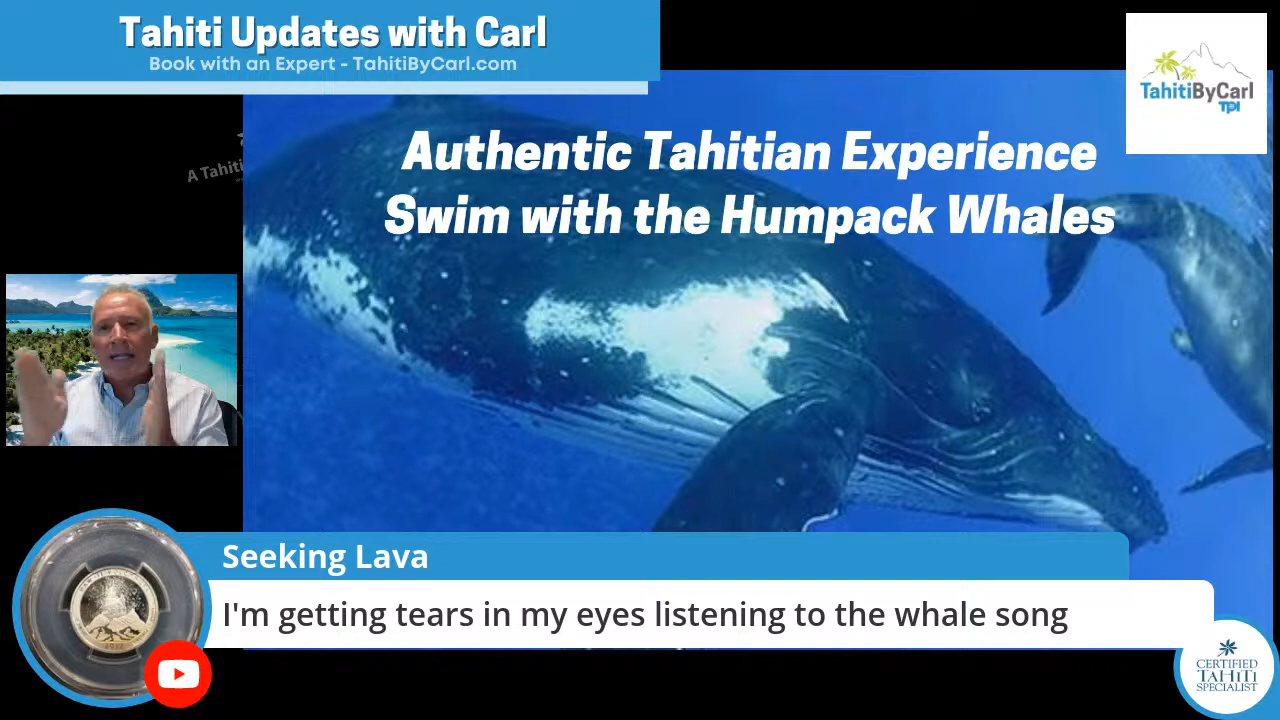 Tahiti Updates with Carl
Book with an Expert - TahitiByCarl.com
TahitiByCarl
TPI
A Tahiti
Authentic Tahitian Experience
Swim with the Humpack Whales
Seeking Lava
I'm getting tears in my eyes listening to the whale song
CERTIFIED
TAHITI
SPECIALIST